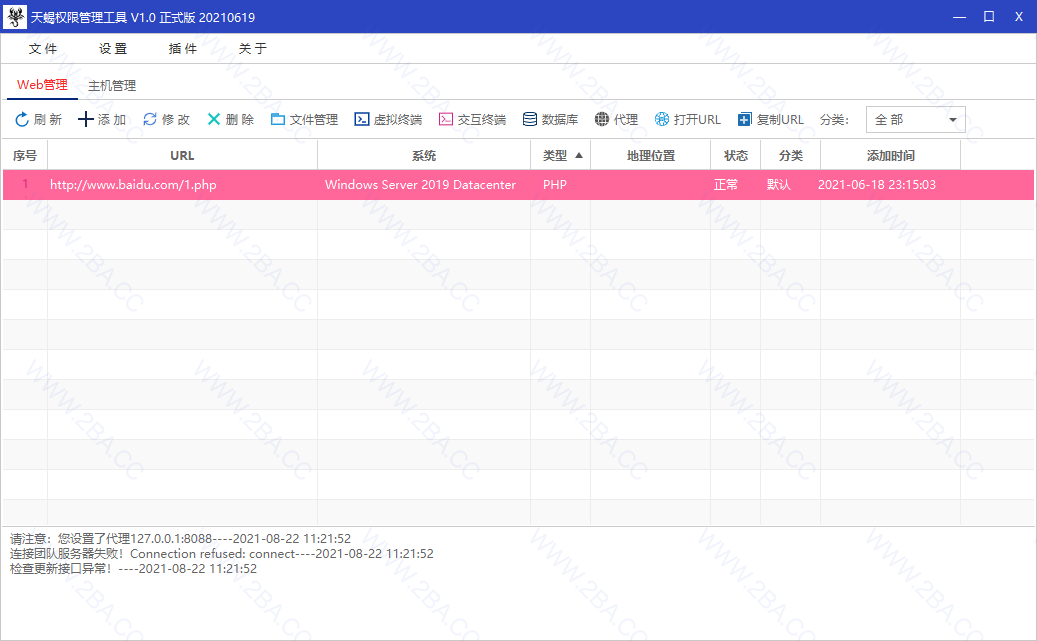 天蝎权限管理工具 V1.0 正式版 20210619
文件 设置 插件 关于
Web管理 主机管理
刷新 添加 修改 删除 文件管理 虚拟终端 交互终端 数据库 代理 打开URL 复制URL 分类: 全部
序号 URL 系统 类型 地理位置 状态 分类 添加时间
1 http://www.baidu.com/1.php Windows Server 2019 Datacenter PHP 正常 默认 2021-06-18 23:15:03
请注意：您设置了代理127.0.0.1:8088----2021-08-22 11:21:52
连接团队服务器失败！Connection refused: connect----2021-08-22 11:21:52
检查更新接口异常！----2021-08-22 11:21:52
WWW.2BA.CC